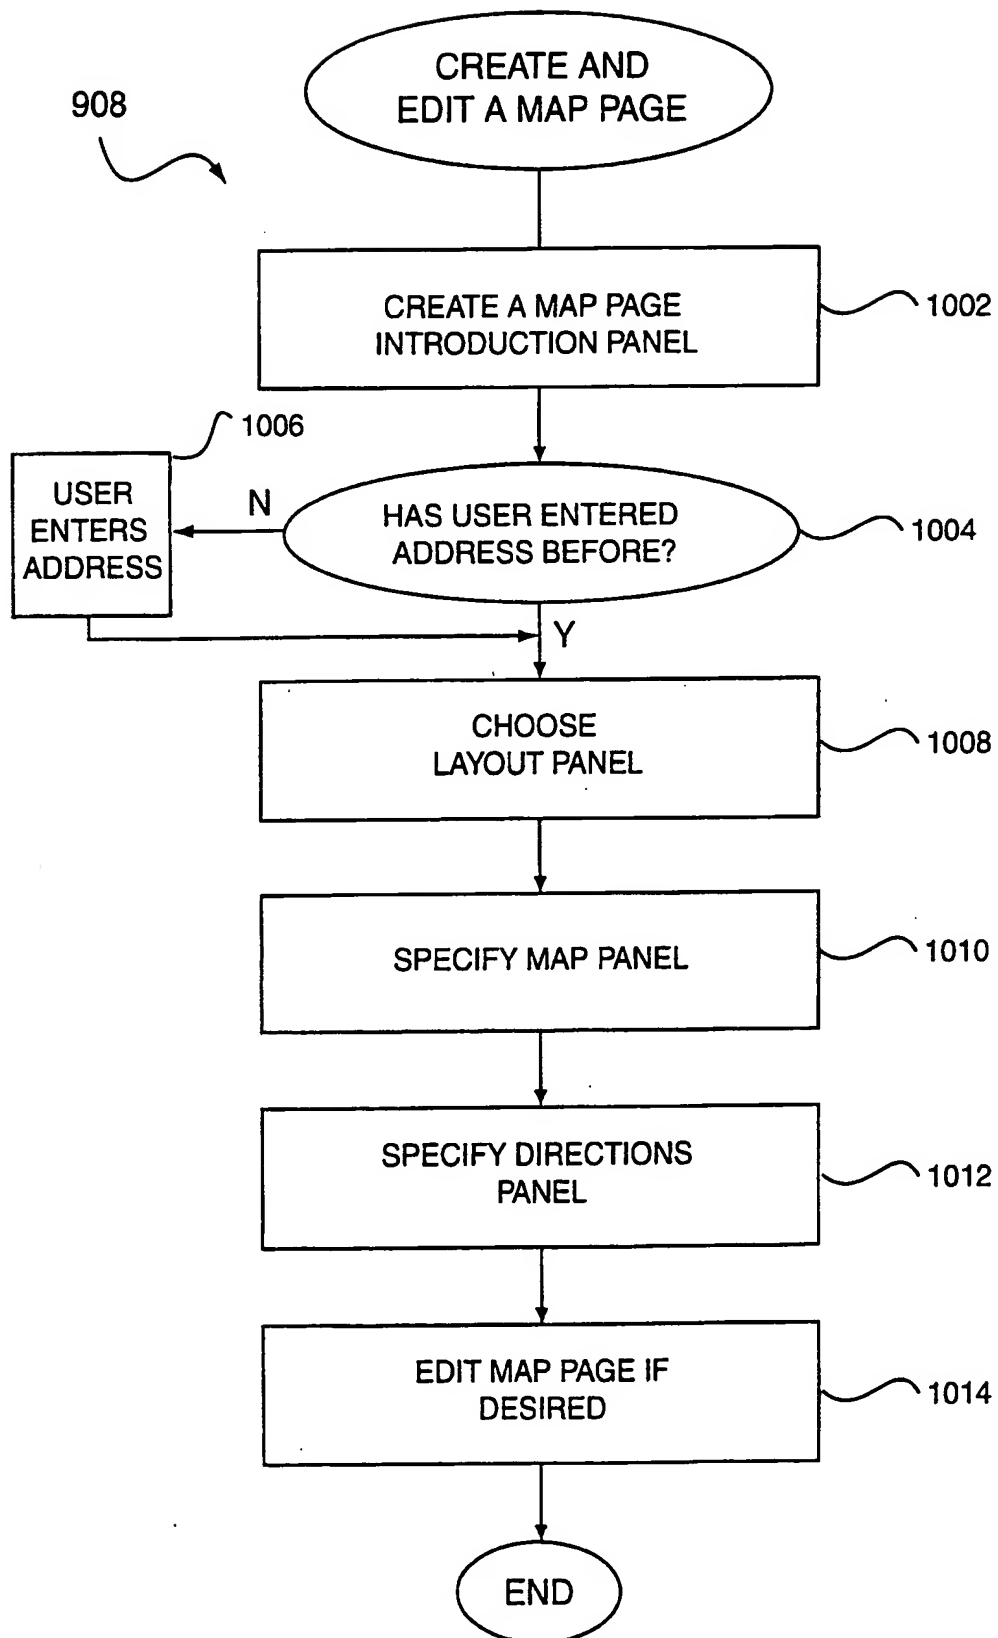 CREATE AND
EDIT A MAP PAGE
908
CREATE A MAP PAGE
INTRODUCTION PANEL
1002
1006
USER
ENTERS
ADDRESS
N
HAS USER ENTERED
ADDRESS BEFORE?
1004
Y
CHOOSE
LAYOUT PANEL
1008
SPECIFY MAP PANEL
1010
SPECIFY DIRECTIONS
PANEL
1012
EDIT MAP PAGE IF
DESIRED
1014
END